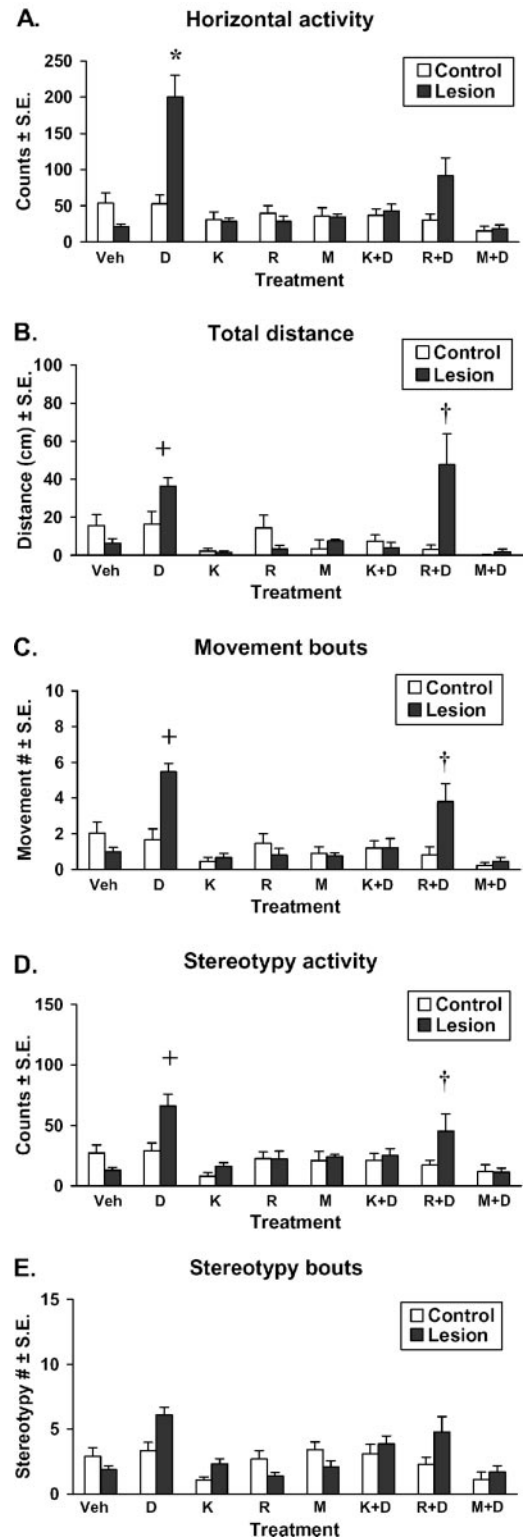 A. Horizontal activity
Counts ± S.E.
300
250
200
150
100
50
0
*
Control
Lesion
Veh D K R M K+D R+D M+D
Treatment
B. Total distance
Distance (cm) ± S.E.
100
80
60
40
20
0
+
†
Control
Lesion
Veh D K R M K+D R+D M+D
Treatment
C. Movement bouts
Movement # ± S.E.
10
8
6
4
2
0
+
†
Control
Lesion
Veh D K R M K+D R+D M+D
Treatment
D. Stereotypy activity
Counts ± S.E.
150
100
50
0
+
†
Control
Lesion
Veh D K R M K+D R+D M+D
Treatment
E. Stereotypy bouts
Stereotypy # ± S.E.
15
10
5
0
Control
Lesion
Veh D K R M K+D R+D M+D
Treatment